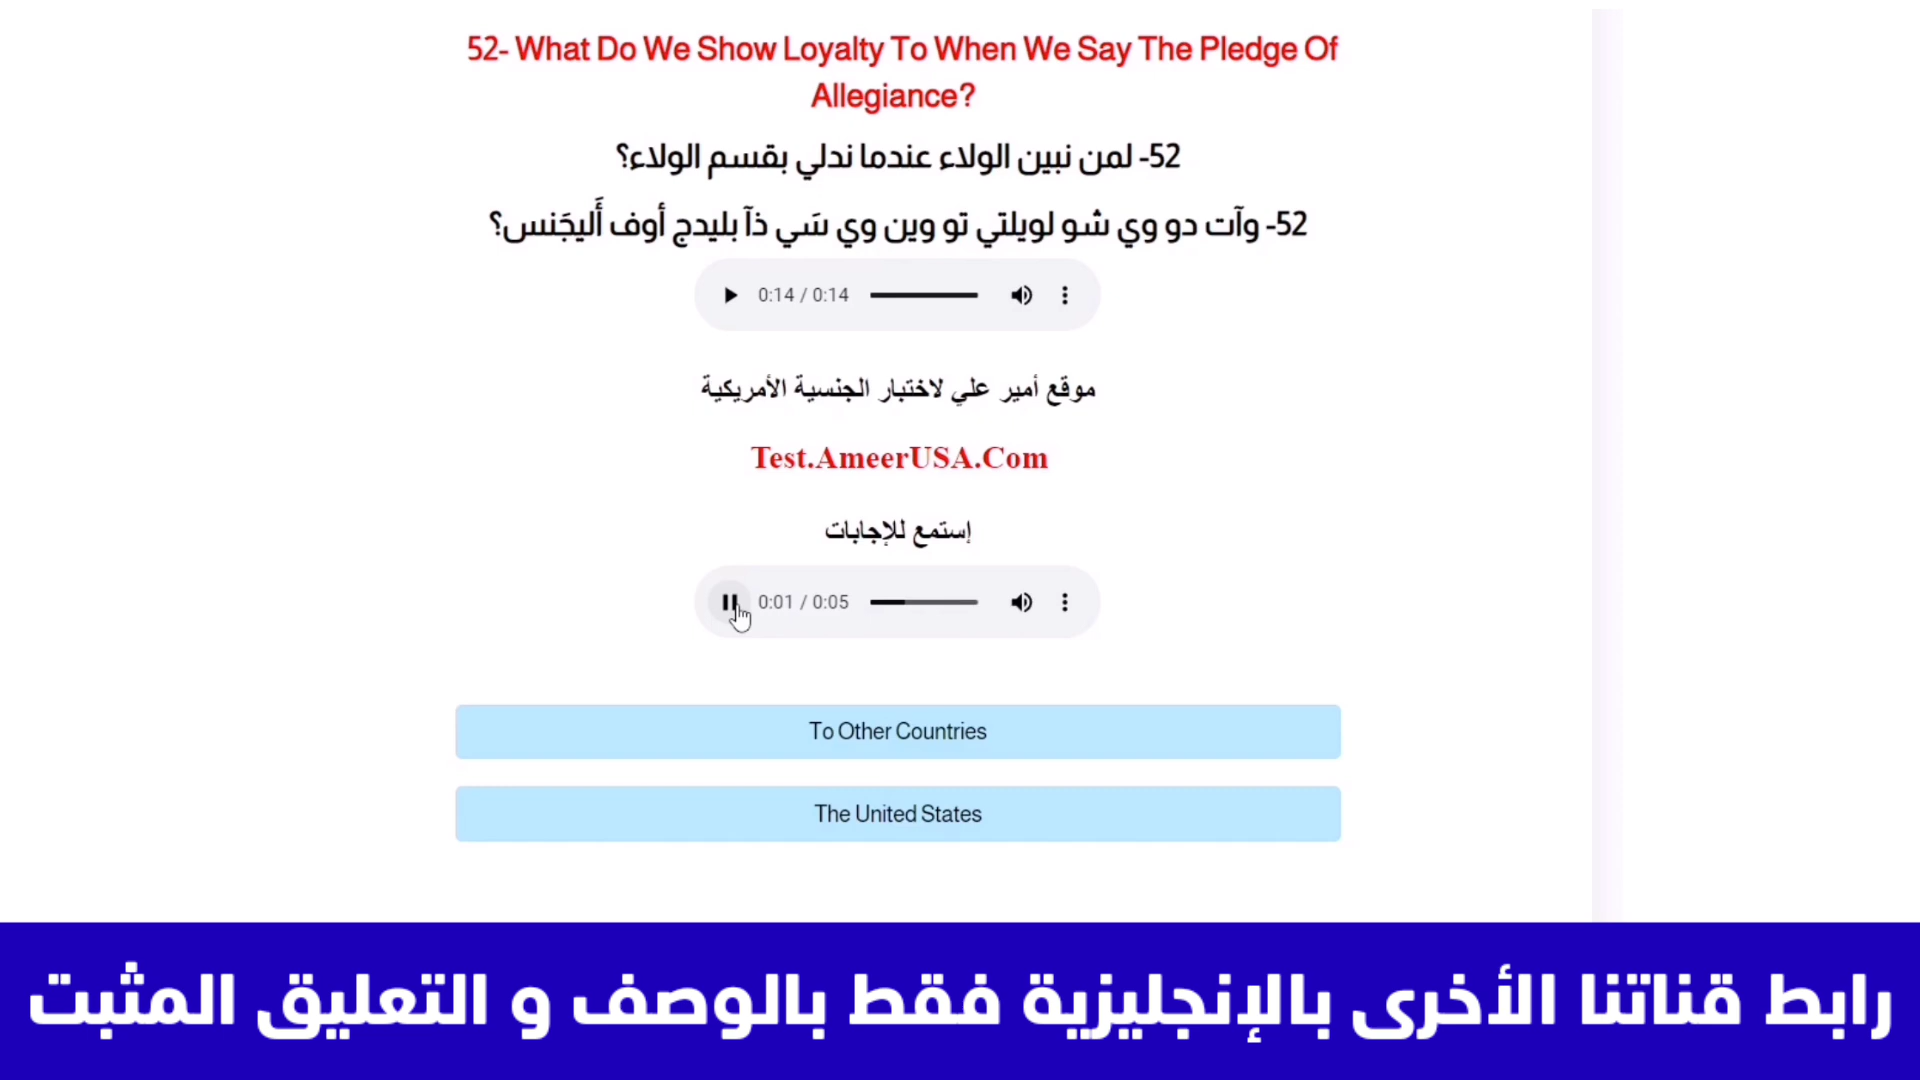 52- What Do We Show Loyalty To When We Say The Pledge Of
Allegiance?
52- لمن نبين الولاء عندما ندلي بقسم الولاء؟
52- وآت دو وي شو لويلتي تو وين وي سَي ذآ بليدج أوف أَليجَنس؟
0:14 / 0:14
موقع أمير علي لاختبار الجنسية الأمريكية
Test.AmeerUSA.Com
إستمع للإجابات
0:01 / 0:05
To Other Countries
The United States
رابط قناتنا الأخرى بالإنجليزية فقط بالوصف و التعليق المثبت